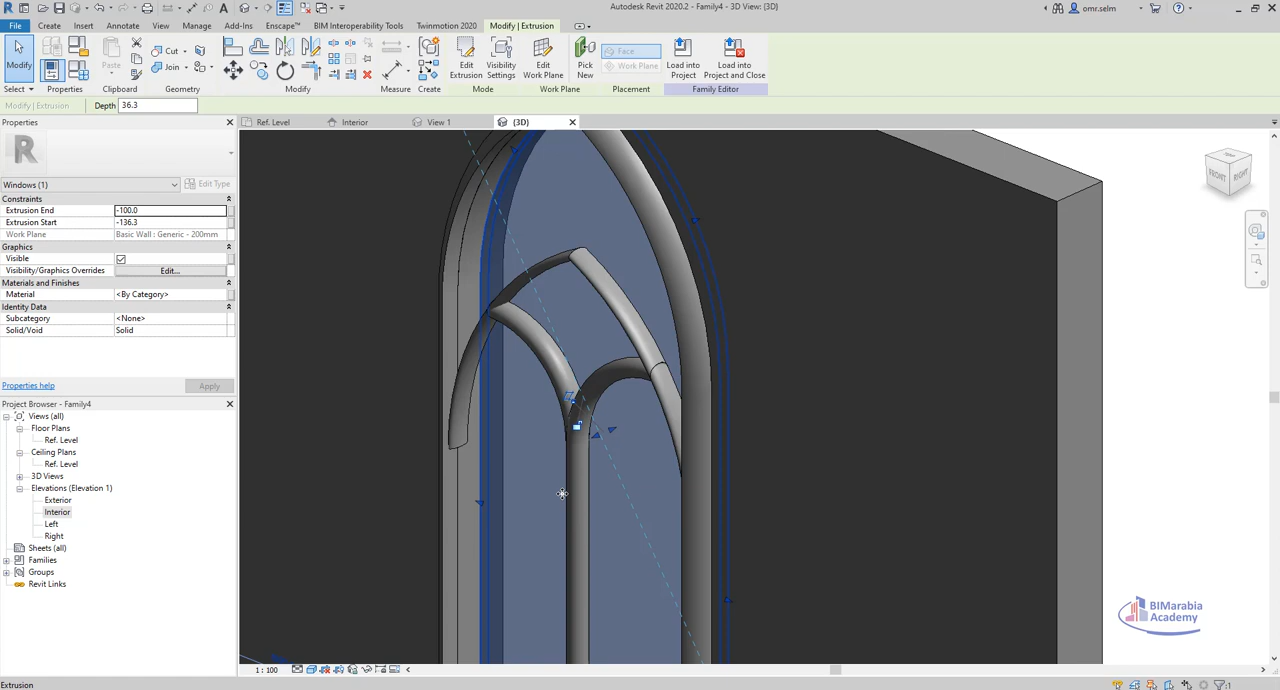 Autodesk Revit 2020.2 - Family4 - 3D View: {3D}
omr.selm
File Create Insert Annotate View Manage Add-Ins Enscape™ BIM Interoperability Tools Twinmotion 2020 Modify | Extrusion
Modify
Paste
Cut
Join
Edit Extrusion
Visibility Settings
Edit Work Plane
Pick New
Face
Work Plane
Load into Project
Load into Project and Close
Select Properties Clipboard Geometry Modify Measure Create Mode Work Plane Placement Family Editor
Modify | Extrusion Depth 36.3
Properties
Ref. Level Interior View 1 {3D}
Windows (1) Edit Type
Constraints
Extrusion End -100.0
Extrusion Start -136.3
Work Plane Basic Wall : Generic - 200mm
Graphics
Visible
Visibility/Graphics Overrides Edit...
Materials and Finishes
Material <By Category>
Identity Data
Subcategory <None>
Solid/Void Solid
Properties help Apply
Project Browser - Family4
Views (all)
Floor Plans
Ref. Level
Ceiling Plans
Ref. Level
3D Views
Elevations (Elevation 1)
Exterior
Interior
Left
Right
Sheets (all)
Families
Groups
Revit Links
FRONT RIGHT
BIMarabia
Academy
1 : 100
Extrusion
:1